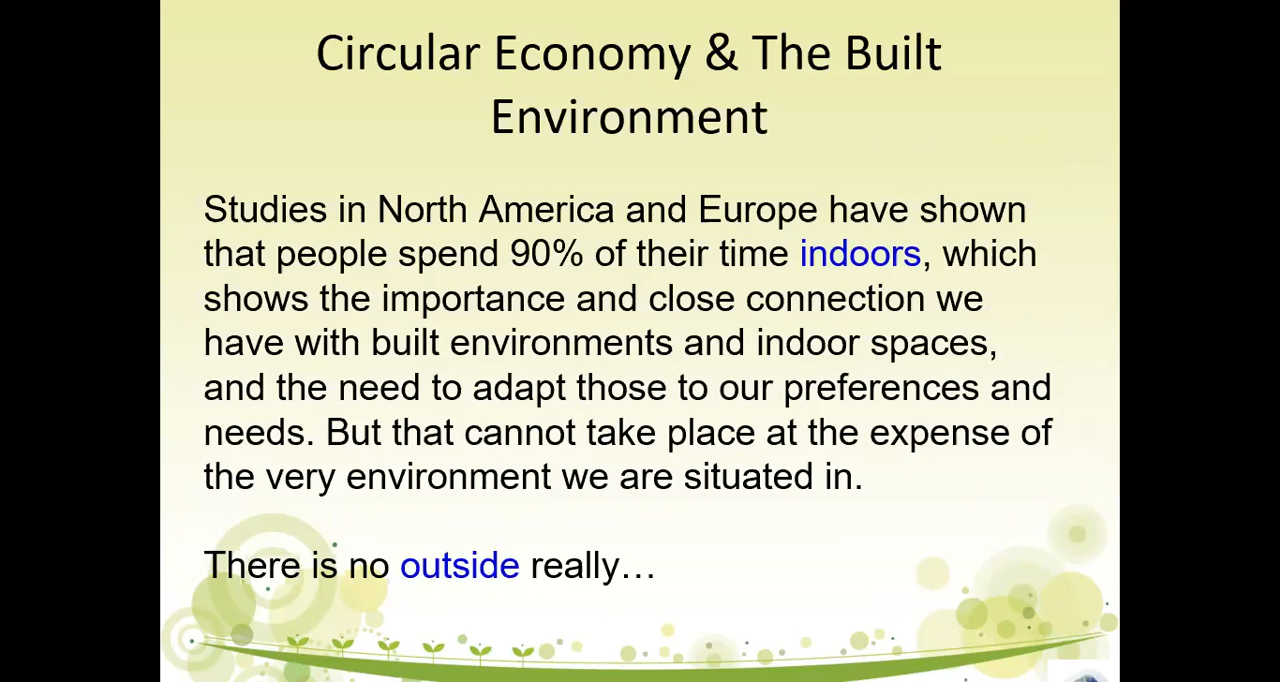 Circular Economy & The Built
Environment
Studies in North America and Europe have shown
that people spend 90% of their time indoors, which
shows the importance and close connection we
have with built environments and indoor spaces,
and the need to adapt those to our preferences and
needs. But that cannot take place at the expense of
the very environment we are situated in.
There is no outside really…